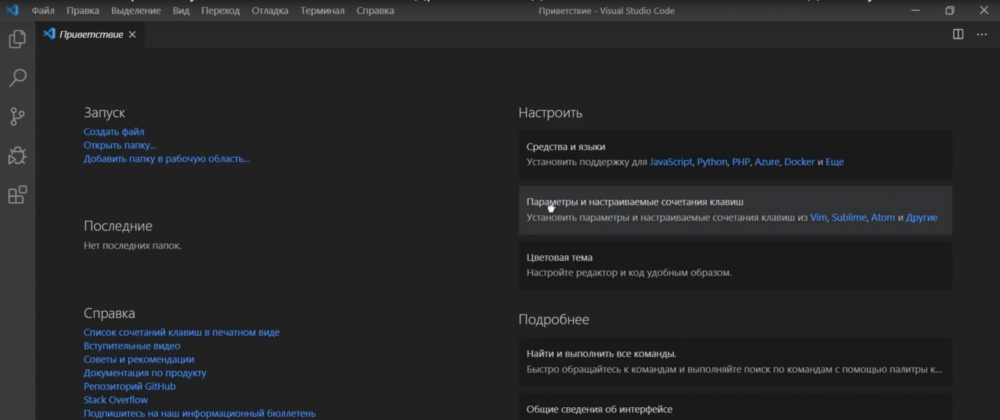 Файл Правка Выделение Вид Переход Отладка Терминал Справка
Приветствие - Visual Studio Code
Приветствие
Запуск
Создать файл
Открыть папку...
Добавить папку в рабочую область...
Последние
Нет последних папок.
Справка
Список сочетаний клавиш в печатном виде
Вступительные видео
Советы и рекомендации
Документация по продукту
Репозиторий GitHub
Stack Overflow
Подпишитесь на наш информационный бюллетень
Настроить
Средства и языки
Установить поддержку для JavaScript, Python, PHP, Azure, Docker и Еще
Параметры и настраиваемые сочетания клавиш
Установить параметры и настраиваемые сочетания клавиш из Vim, Sublime, Atom и Другие
Цветовая тема
Настройте редактор и код удобным образом.
Подробнее
Найти и выполнить все команды.
Быстро обращайтесь к командам и выполняйте поиск по командам с помощью палитры к...
Общие сведения об интерфейсе